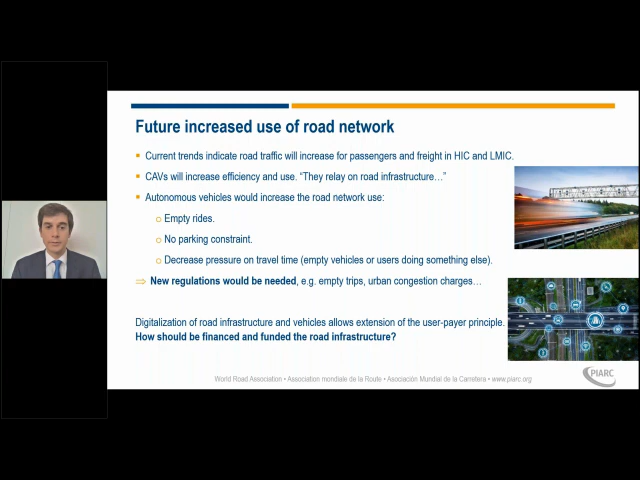 Future increased use of road network
Current trends indicate road traffic will increase for passengers and freight in HIC and LMIC.
CAVs will increase efficiency and use. “They relay on road infrastructure…”
Autonomous vehicles would increase the road network use:
Empty rides.
No parking constraint.
Decrease pressure on travel time (empty vehicles or users doing something else).
⇒ New regulations would be needed, e.g. empty trips, urban congestion charges…
Digitalization of road infrastructure and vehicles allows extension of the user-payer principle.
How should be financed and funded the road infrastructure?
World Road Association • Association mondiale de la Route • Asociación Mundial de la Carretera • www.piarc.org
PIARC